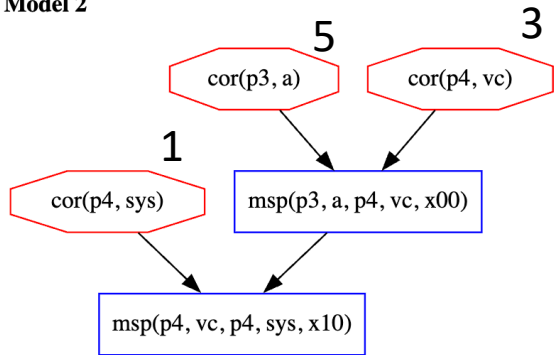 Model 2
5
3
cor(p3, a)
cor(p4, vc)
1
cor(p4, sys)
msp(p3, a, p4, vc, x00)
msp(p4, vc, p4, sys, x10)